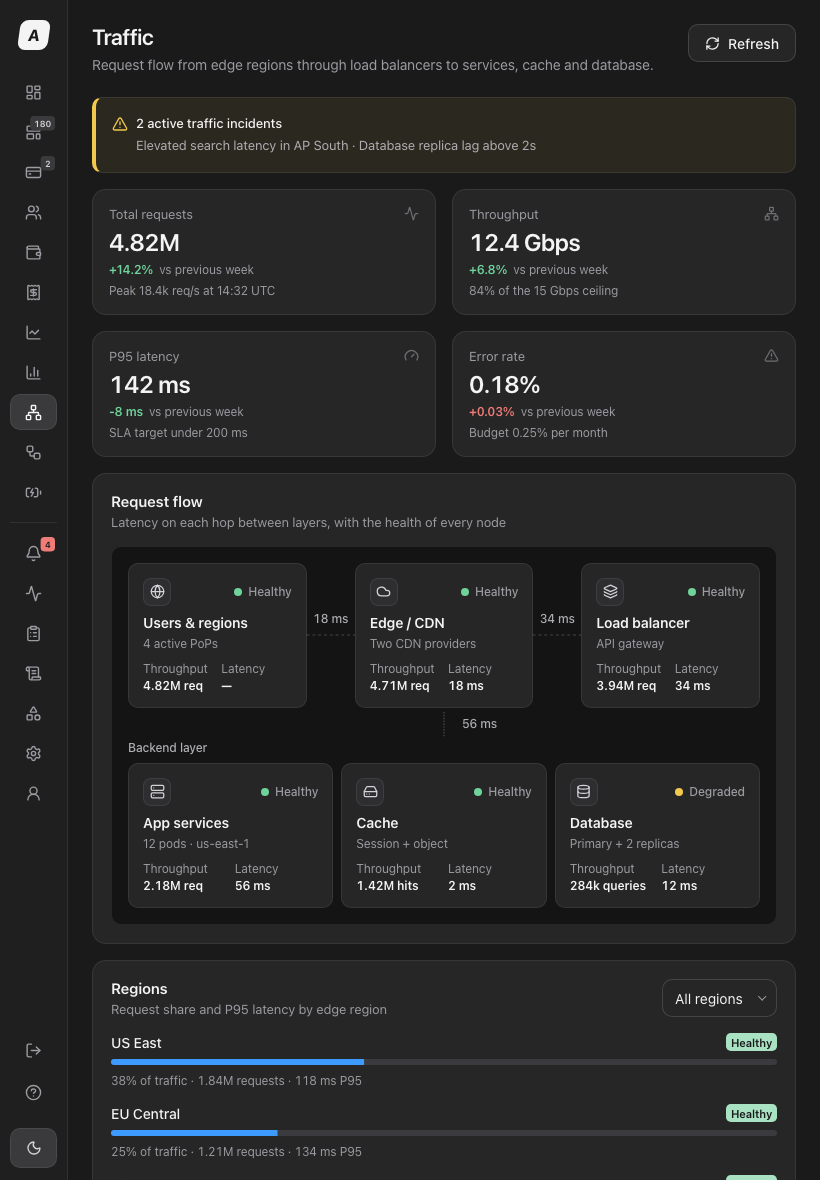 A
180
2
4
Traffic
Request flow from edge regions through load balancers to services, cache and database.
Refresh
2 active traffic incidents
Elevated search latency in AP South · Database replica lag above 2s
Total requests
4.82M
+14.2% vs previous week
Peak 18.4k req/s at 14:32 UTC
Throughput
12.4 Gbps
+6.8% vs previous week
84% of the 15 Gbps ceiling
P95 latency
142 ms
-8 ms vs previous week
SLA target under 200 ms
Error rate
0.18%
+0.03% vs previous week
Budget 0.25% per month
Request flow
Latency on each hop between layers, with the health of every node
Healthy
Users & regions
4 active PoPs
Throughput Latency
4.82M req —
18 ms
Healthy
Edge / CDN
Two CDN providers
Throughput Latency
4.71M req 18 ms
34 ms
Healthy
Load balancer
API gateway
Throughput Latency
3.94M req 34 ms
56 ms
Backend layer
Healthy
App services
12 pods · us-east-1
Throughput Latency
2.18M req 56 ms
Healthy
Cache
Session + object
Throughput Latency
1.42M hits 2 ms
Degraded
Database
Primary + 2 replicas
Throughput Latency
284k queries 12 ms
Regions
Request share and P95 latency by edge region
All regions
US East
Healthy
38% of traffic · 1.84M requests · 118 ms P95
EU Central
Healthy
25% of traffic · 1.21M requests · 134 ms P95